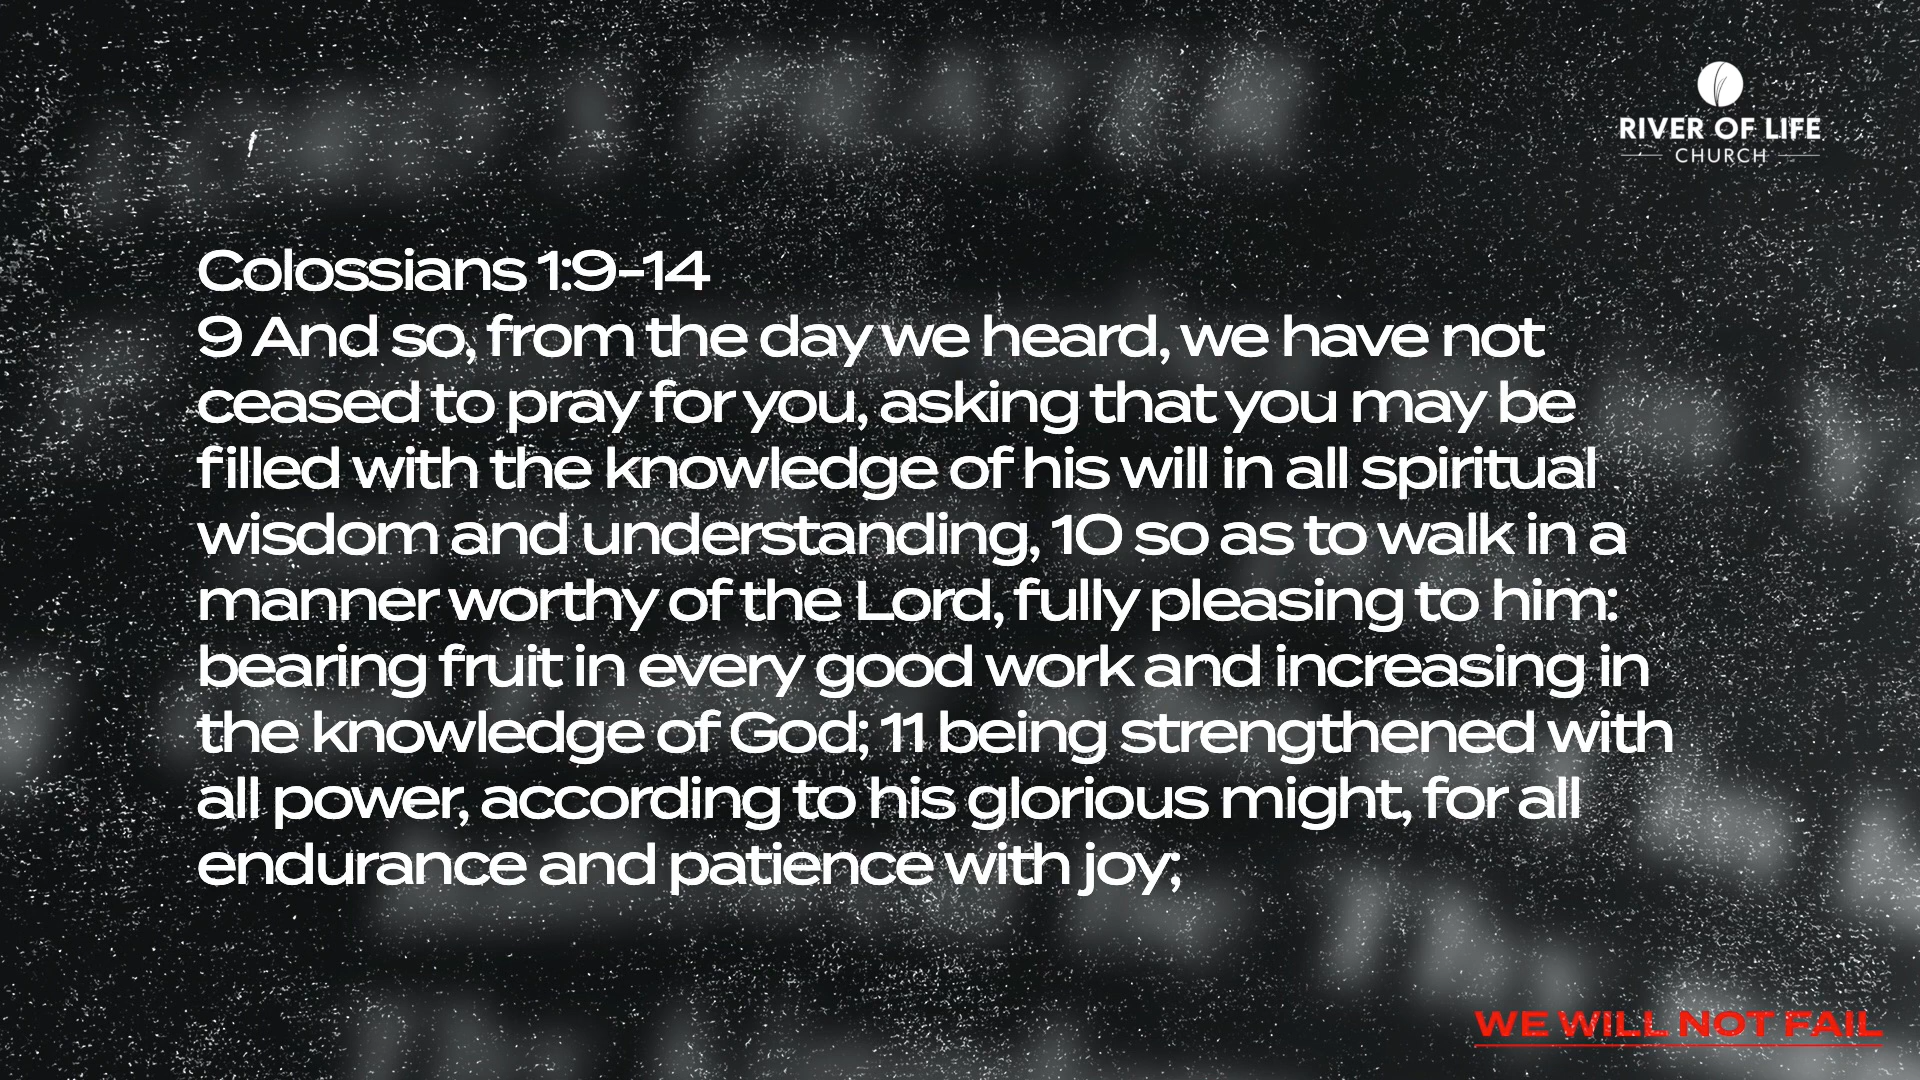 RIVER OF LIFE
CHURCH
Colossians 1:9–14
9 And so, from the day we heard, we have not
ceased to pray for you, asking that you may be
filled with the knowledge of his will in all spiritual
wisdom and understanding, 10 so as to walk in a
manner worthy of the Lord, fully pleasing to him:
bearing fruit in every good work and increasing in
the knowledge of God; 11 being strengthened with
all power, according to his glorious might, for all
endurance and patience with joy;
WE WILL NOT FAIL